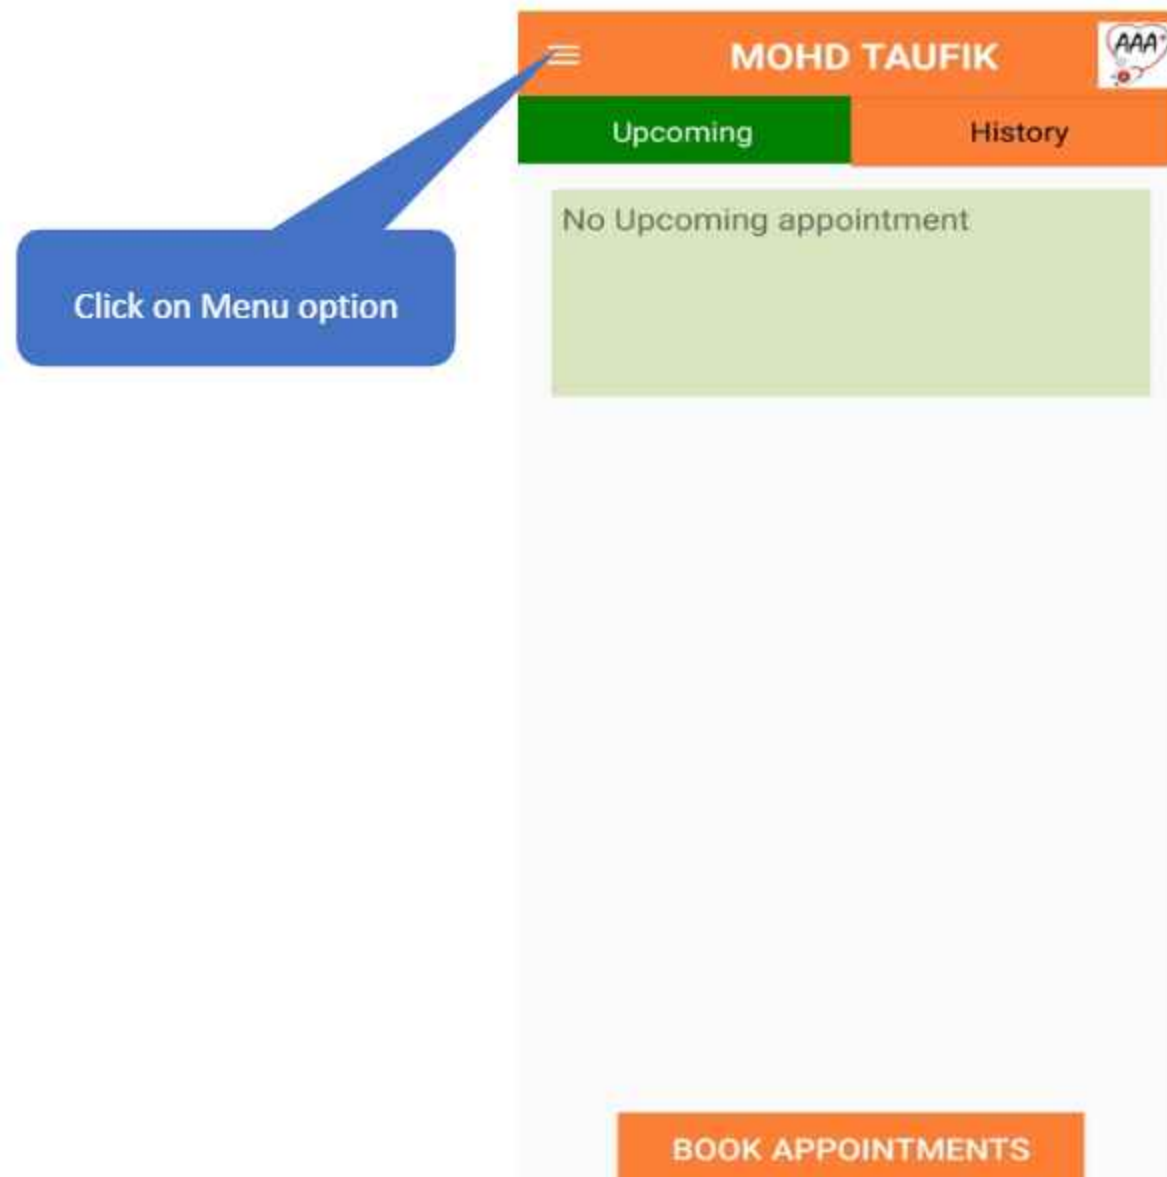 MOHD TAUFIK
AAA+
Upcoming
History
No Upcoming appointment
Click on Menu option
BOOK APPOINTMENTS